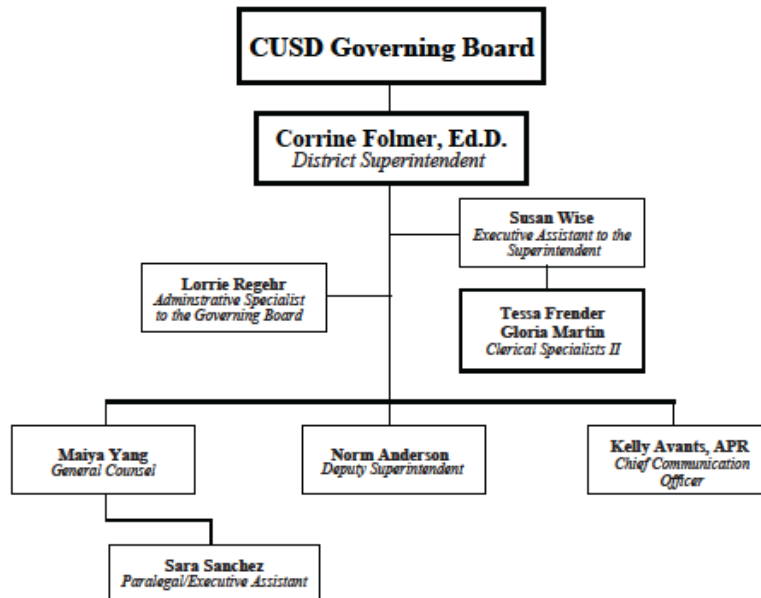 CUSD Governing Board
Corrine Folmer, Ed.D.
District Superintendent
Susan Wise
Executive Assistant to the
Superintendent
Lorrie Regehr
Adminstrative Specialist
to the Governing Board
Tessa Frender
Gloria Martin
Clerical Specialists II
Maiya Yang
General Counsel
Norm Anderson
Deputy Superintendent
Kelly Avants, APR
Chief Communication
Officer
Sara Sanchez
Paralegal/Executive Assistant